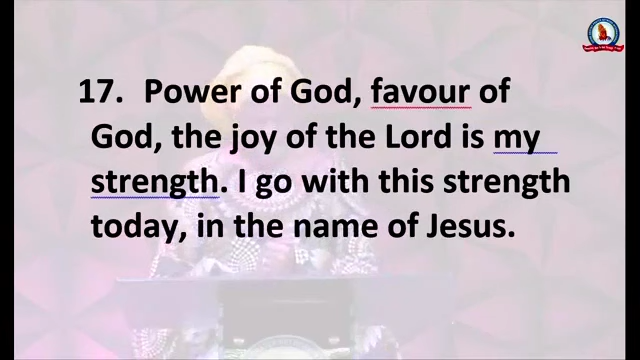 17. Power of God, favour of
God, the joy of the Lord is my
strength. I go with this strength
today, in the name of Jesus.